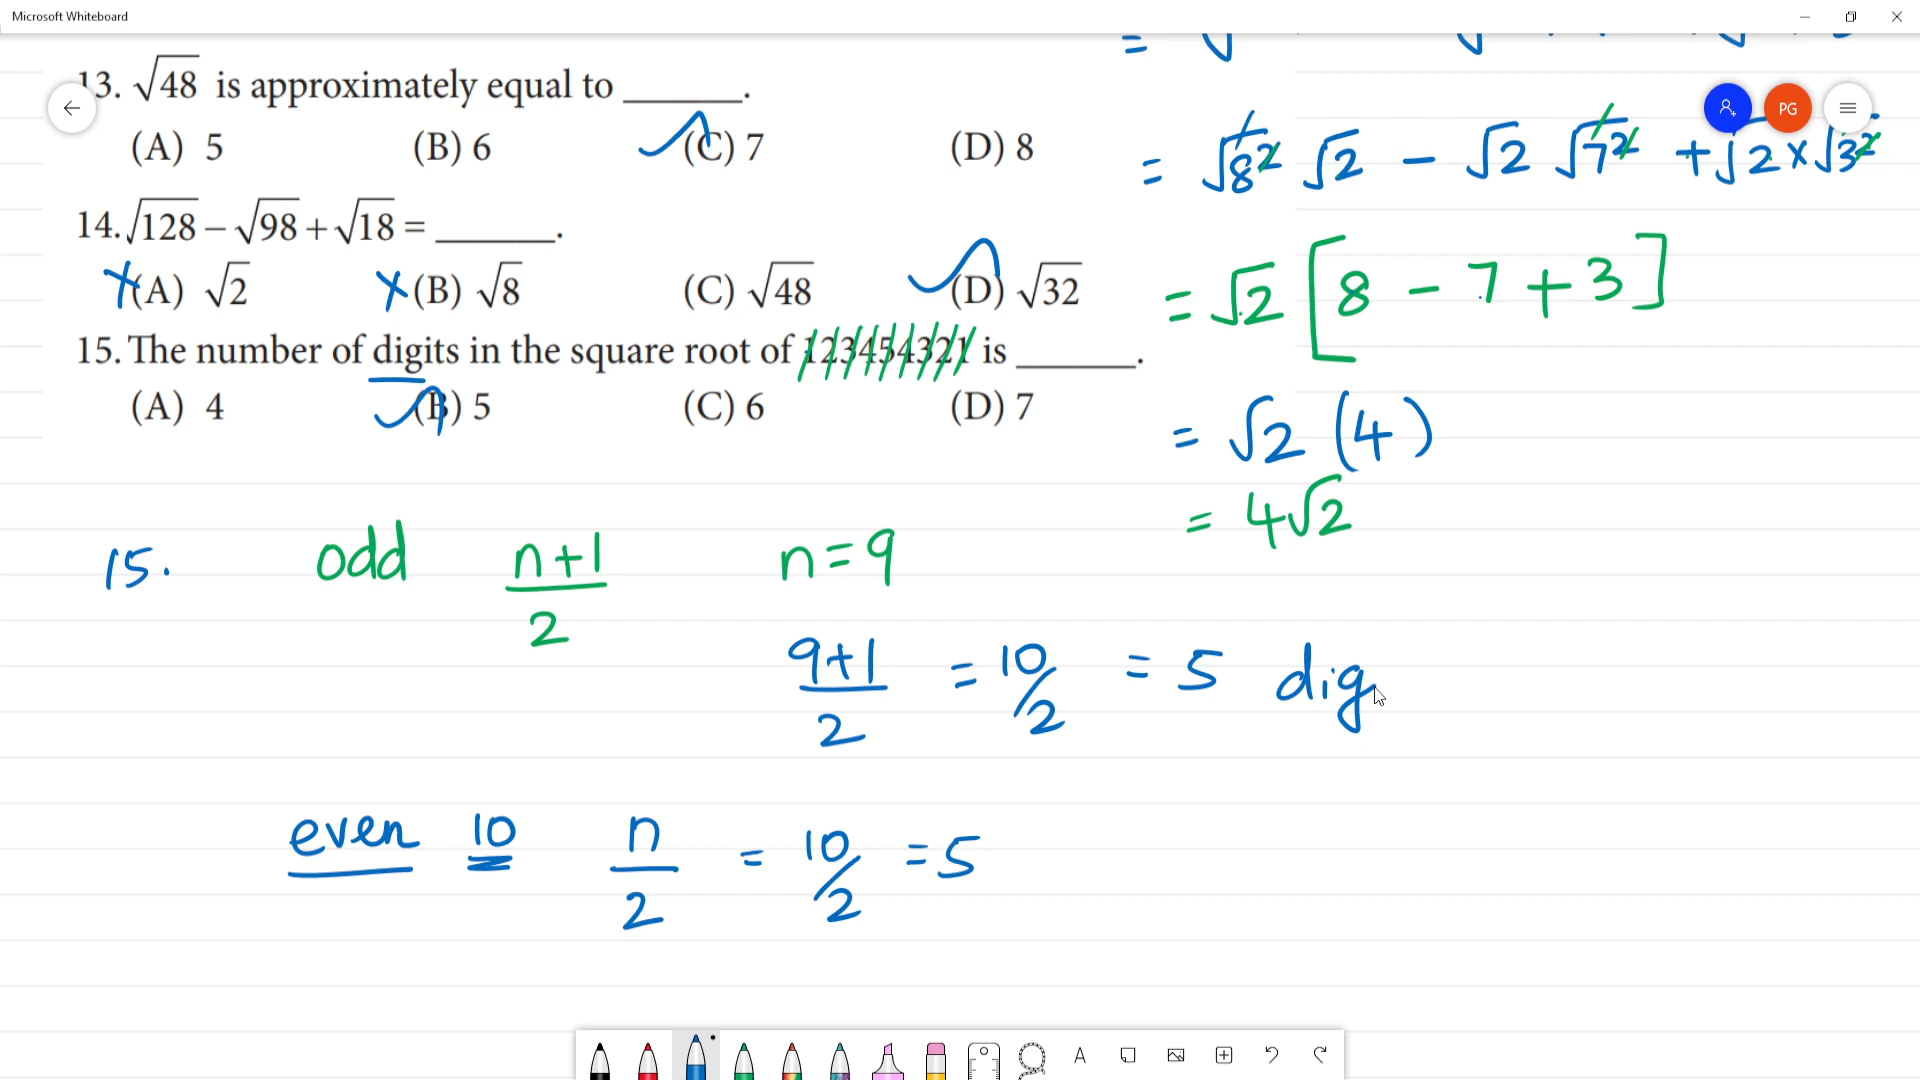 Microsoft Whiteboard
13. √48 is approximately equal to ______.
(A) 5 (B) 6 (C) 7 (D) 8
14. √128 – √98 + √18 = ______.
(A) √2 (B) √8 (C) √48 (D) √32
15. The number of digits in the square root of 123454321 is ______.
(A) 4 (B) 5 (C) 6 (D) 7
PG
= √8² √2 – √2 √7² + √2 × √3²
= √2 [8 – 7 + 3]
= √2 (4)
= 4√2
15. odd n+1/2 n=9
9+1/2 = 10/2 = 5 dig
even 10 n/2 = 10/2 = 5